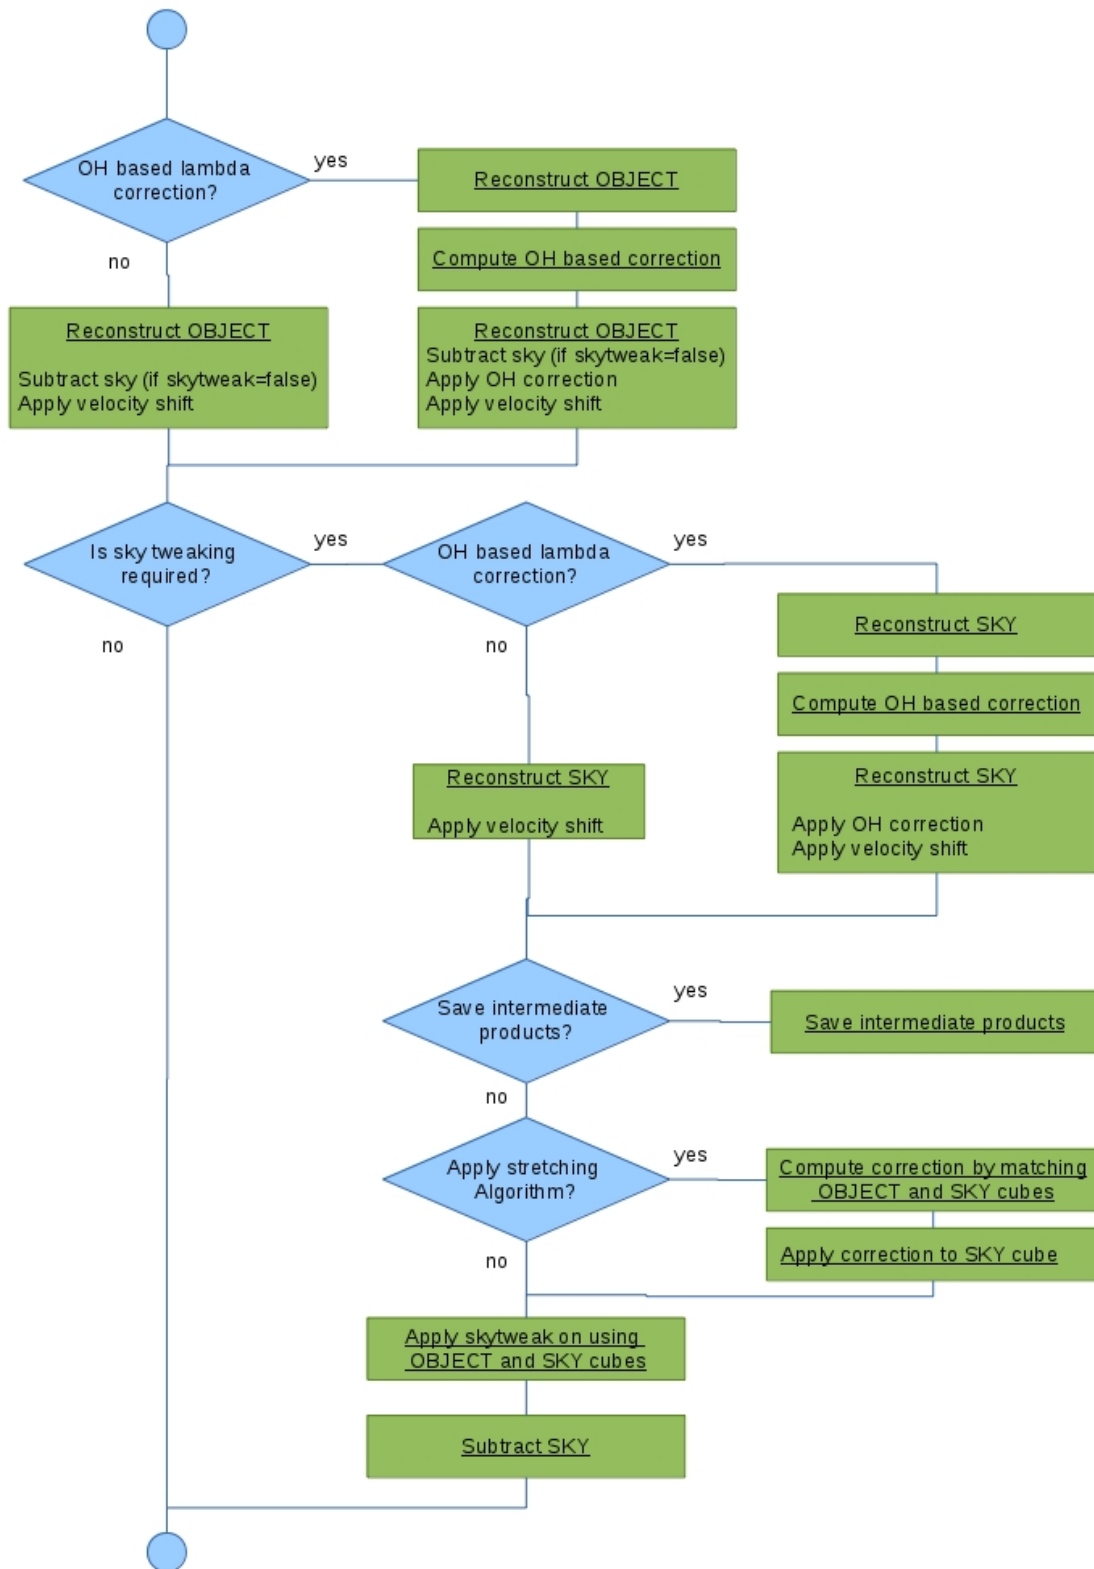 OH based lambda
correction?
yes
no
Reconstruct OBJECT
Compute OH based correction
Reconstruct OBJECT
Subtract sky (if skytweak=false)
Apply OH correction
Apply velocity shift
Reconstruct OBJECT
Subtract sky (if skytweak=false)
Apply velocity shift
Is sky tweaking
required?
yes
no
OH based lambda
correction?
yes
no
Reconstruct SKY
Compute OH based correction
Reconstruct SKY
Apply OH correction
Apply velocity shift
Reconstruct SKY
Apply velocity shift
Save intermediate
products?
yes
no
Save intermediate products
Apply stretching
Algorithm?
yes
no
Compute correction by matching
OBJECT and SKY cubes
Apply correction to SKY cube
Apply skytweak on using
OBJECT and SKY cubes
Subtract SKY